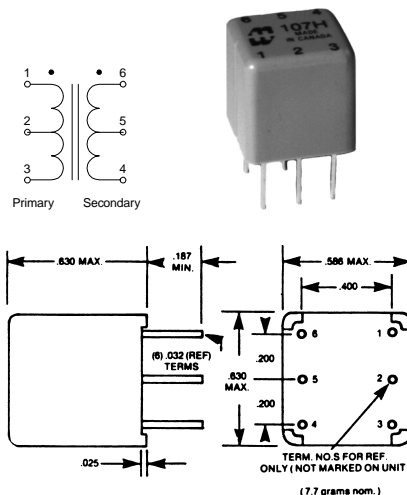 1
6
2
5
3
4
Primary
Secondary
6 5 4
107H
MADE
IN CANADA
1 2 3
.630 MAX.
.187
MIN.
.586 MAX.
.400
(6) .032 (REF)
TERMS
.630
MAX.
.200
.200
6
1
5
2
4
3
.025
TERM. NO.S FOR REF.
ONLY ( NOT MARKED ON UNIT
( 7.7 grams nom. )